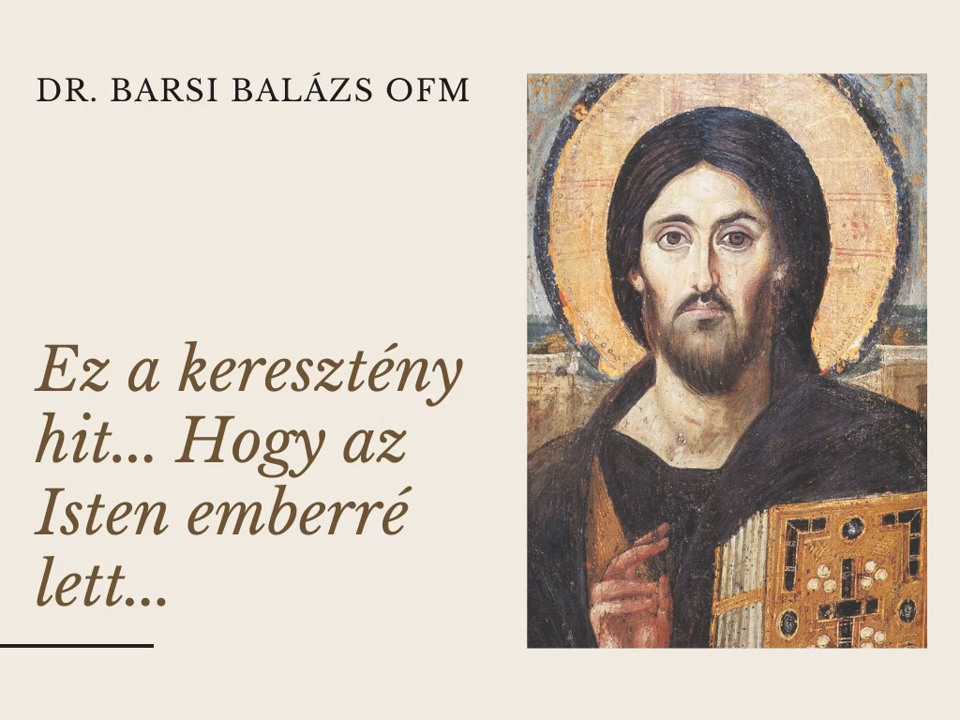 DR. BARSI BALÁZS OFM
Ez a keresztény
hit... Hogy az
Isten emberré
lett...